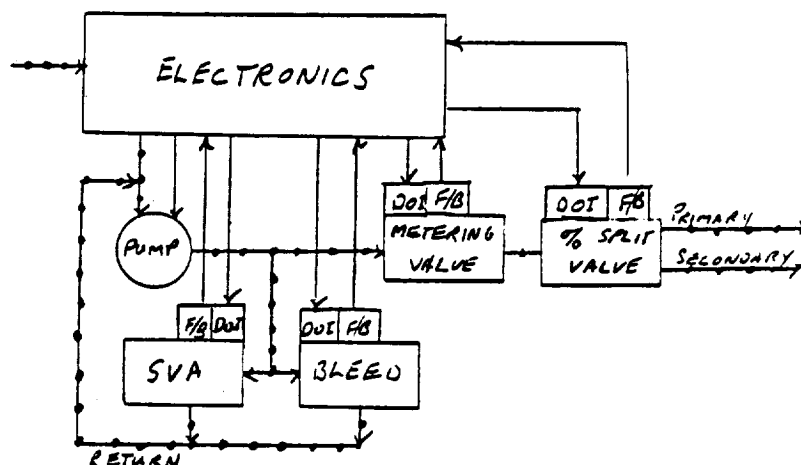 ELECTRONICS
DOI F/B
DOI F/B
PRIMARY
METERING
VALVE
% SPLIT
VALVE
SECONDARY
PUMP
F/B DOI
DOI F/B
SVA
BLEED
RETURN